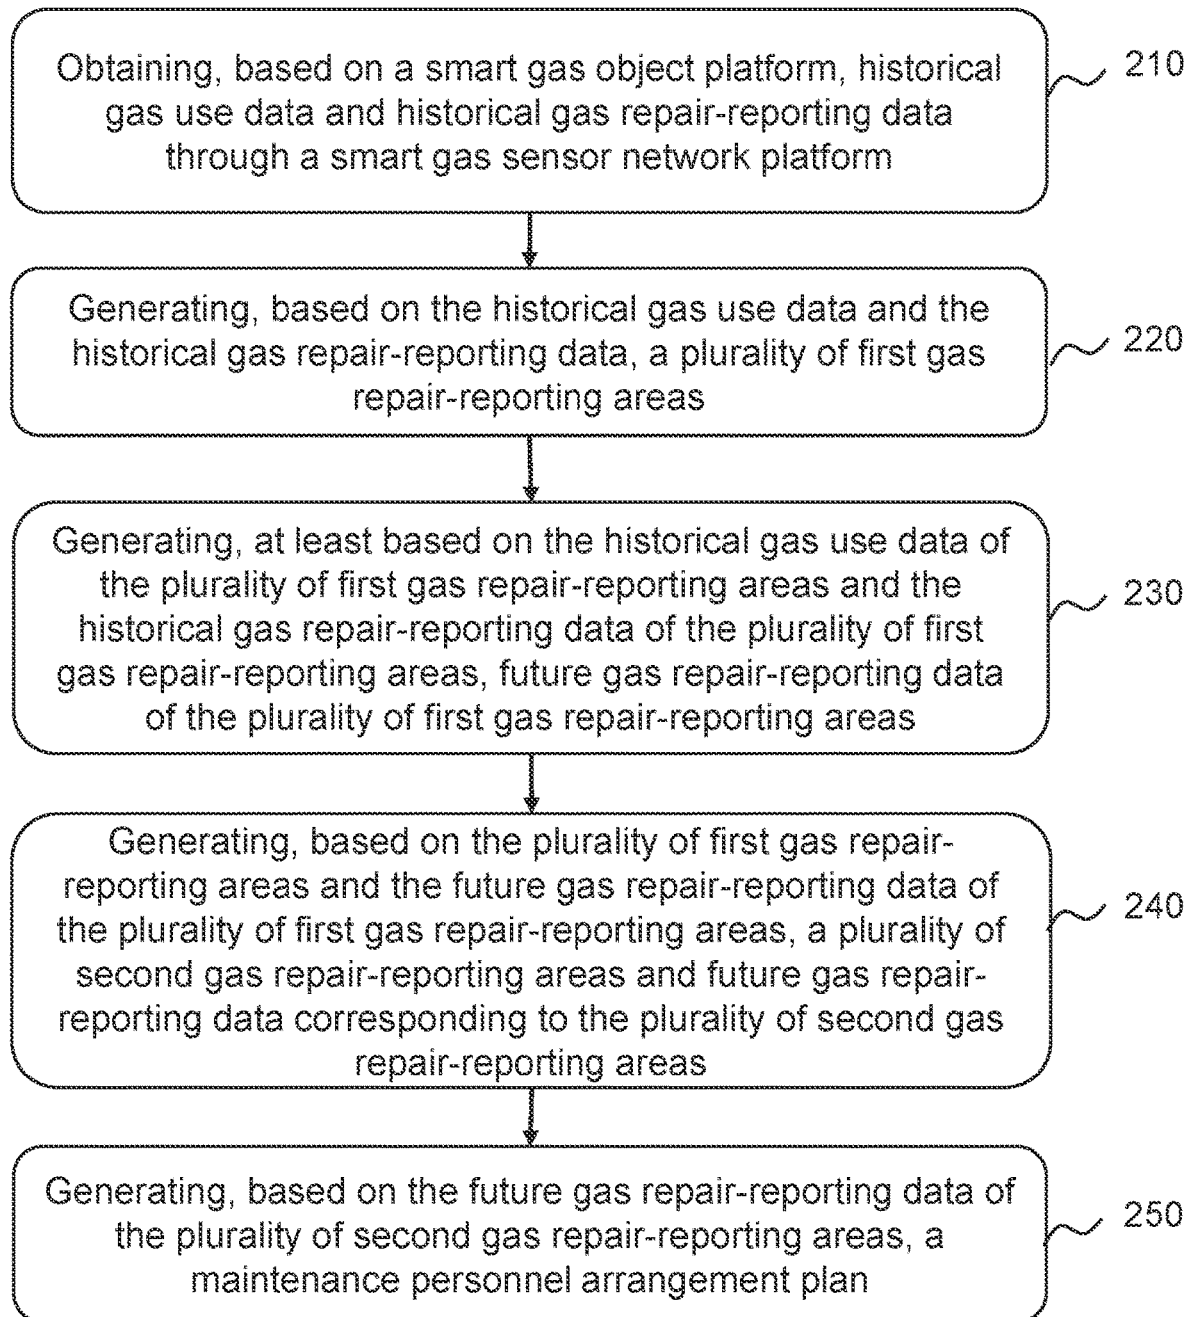 Obtaining, based on a smart gas object platform, historical
gas use data and historical gas repair-reporting data
through a smart gas sensor network platform
210
Generating, based on the historical gas use data and the
historical gas repair-reporting data, a plurality of first gas
repair-reporting areas
220
Generating, at least based on the historical gas use data of
the plurality of first gas repair-reporting areas and the
historical gas repair-reporting data of the plurality of first
gas repair-reporting areas, future gas repair-reporting data
of the plurality of first gas repair-reporting areas
230
Generating, based on the plurality of first gas repair-
reporting areas and the future gas repair-reporting data of
the plurality of first gas repair-reporting areas, a plurality of
second gas repair-reporting areas and future gas repair-
reporting data corresponding to the plurality of second gas
repair-reporting areas
240
Generating, based on the future gas repair-reporting data of
the plurality of second gas repair-reporting areas, a
maintenance personnel arrangement plan
250